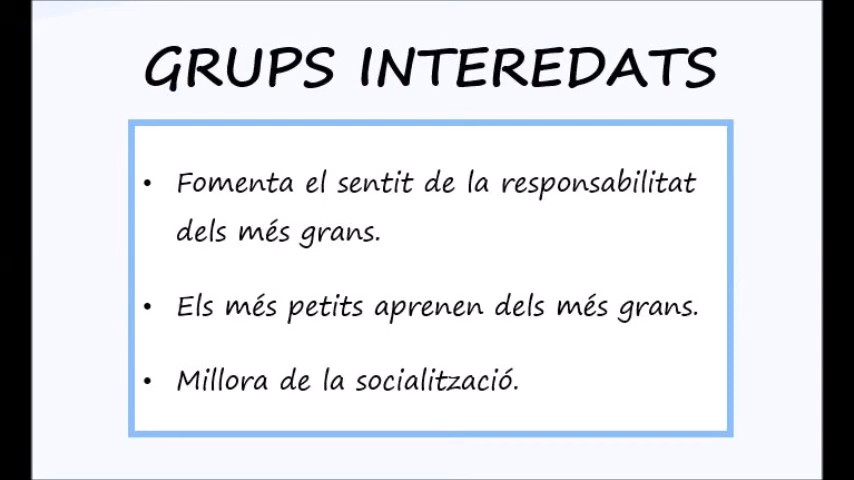 GRUPS INTEREDATS
• Fomenta el sentit de la responsabilitat
dels més grans.
• Els més petits aprenen dels més grans.
• Millora de la socialització.